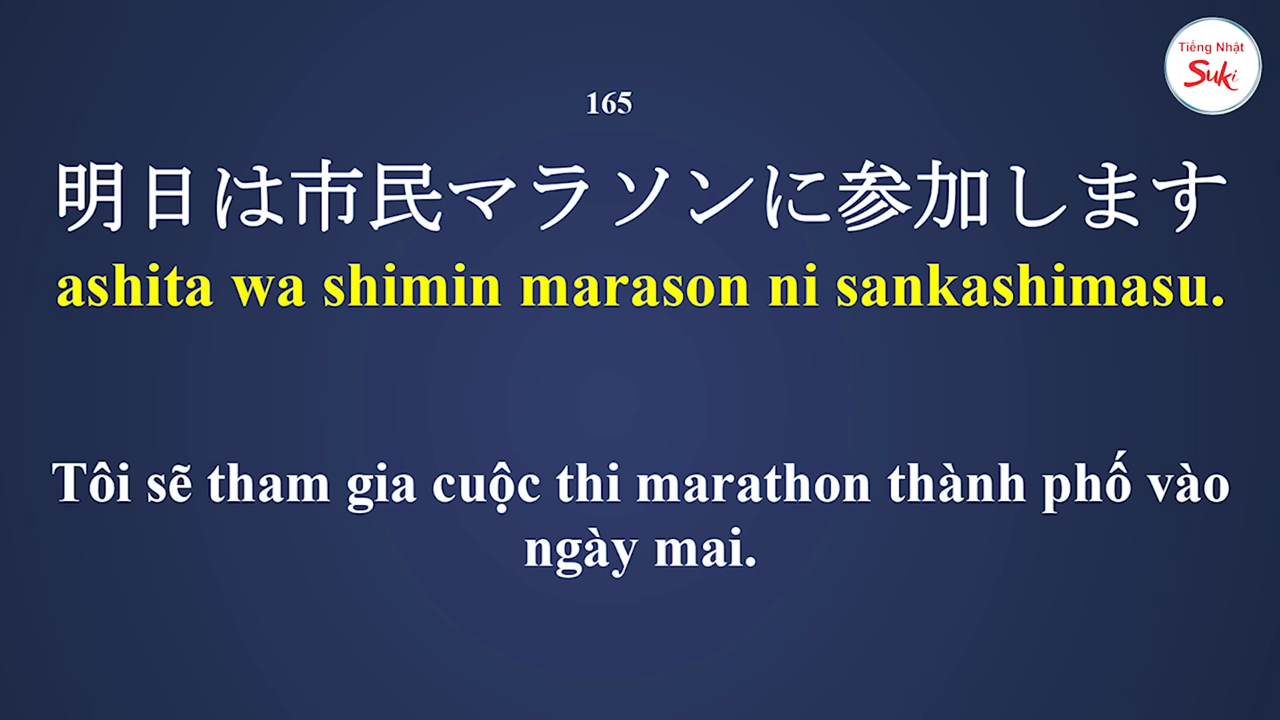 Tiếng Nhật
Suki
165
明日は市民マラソンに参加します
ashita wa shimin marason ni sankashimasu.
Tôi sẽ tham gia cuộc thi marathon thành phố vào
ngày mai.